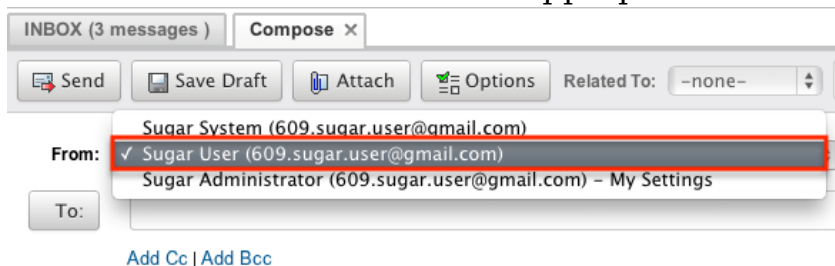 INBOX (3 messages ) Compose ×
Send Save Draft Attach Options Related To: –none–
Sugar System (609.sugar.user@gmail.com)
From: ✓ Sugar User (609.sugar.user@gmail.com)
Sugar Administrator (609.sugar.user@gmail.com) – My Settings
To:
Add Cc | Add Bcc